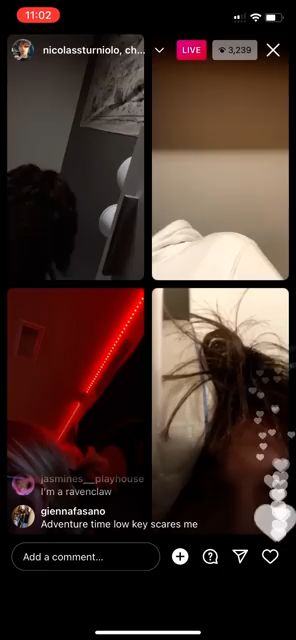 11:02
nicolassturniolo, ch...
LIVE
3,239
jasmines__playhouse
I'm a ravenclaw
giennafasano
Adventure time low key scares me
Add a comment...